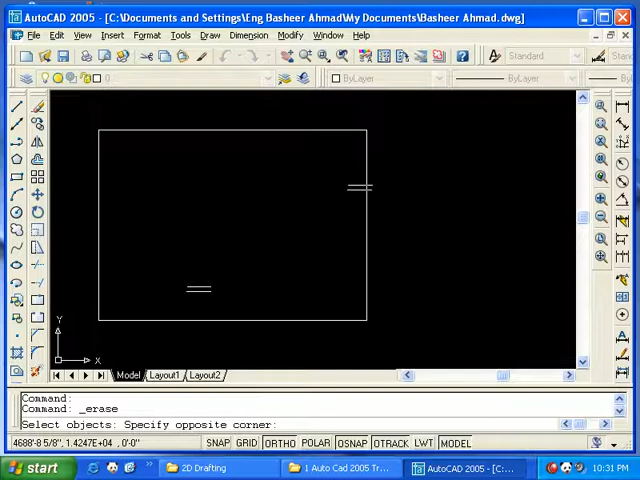 AutoCAD 2005 - [C:\Documents and Settings\Eng Basheer Ahmad\My Documents\Basheer Ahmad.dwg]
File Edit View Insert Format Tools Draw Dimension Modify Window Help
Standard
0 ByLayer ByLayer ByL
Y
X
Model Layout1 Layout2
Command:
Command: _erase
Select objects: Specify opposite corner:
4688'-8 5/8", 1.4247E+04 , 0'-0" SNAP GRID ORTHO POLAR OSNAP OTRACK LWT MODEL
start 2D Drafting 1 Auto Cad 2005 Tr... AutoCAD 2005 - [C:... 10:31 PM